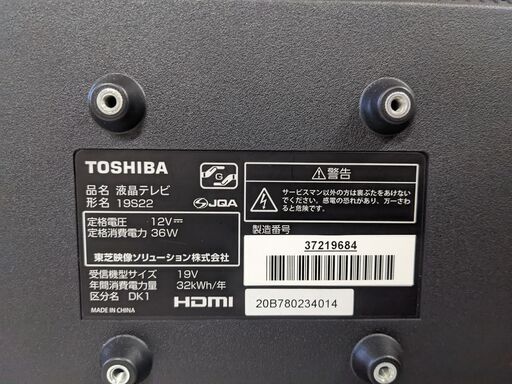 TOSHIBA
品名 液晶テレビ
形名 19S22
G
JQA
定格電圧 : 12V
定格消費電力 36W
東芝映像ソリューション株式会社
受信機型サイズ 19V
年間消費電力量 32kWh/年
区分名 DK1
MADE IN CHINA
HDMI
警告
サービスマン以外の方は裏ぶたをあけない
でください。感電の恐れがあり、万一さわ
ると危険です。
製造番号
37219684
20B780234014